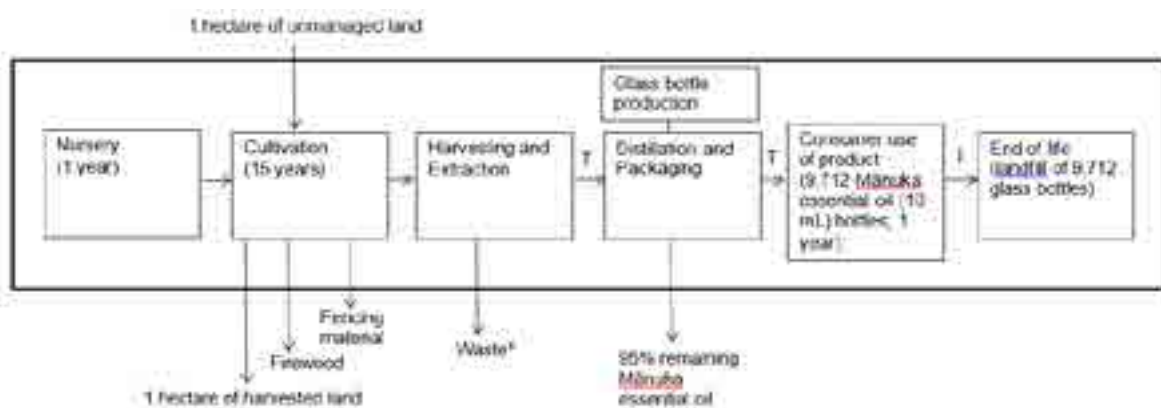 1 hectare of unmanaged land
Glass bottle
production
Nursery
(1 year)
Cultivation
(15 years)
Harvesting and
Extraction
T
Distillation and
Packaging
T
Consumer use
of product
(9,712 Mānuka
essential oil (10
mL) bottles, 1
year)
End of life
(landfill of 9,712
glass bottles)
Fencing
material
Firewood
1 hectare of harvested land
Waste
95% remaining
Mānuka
essential oil